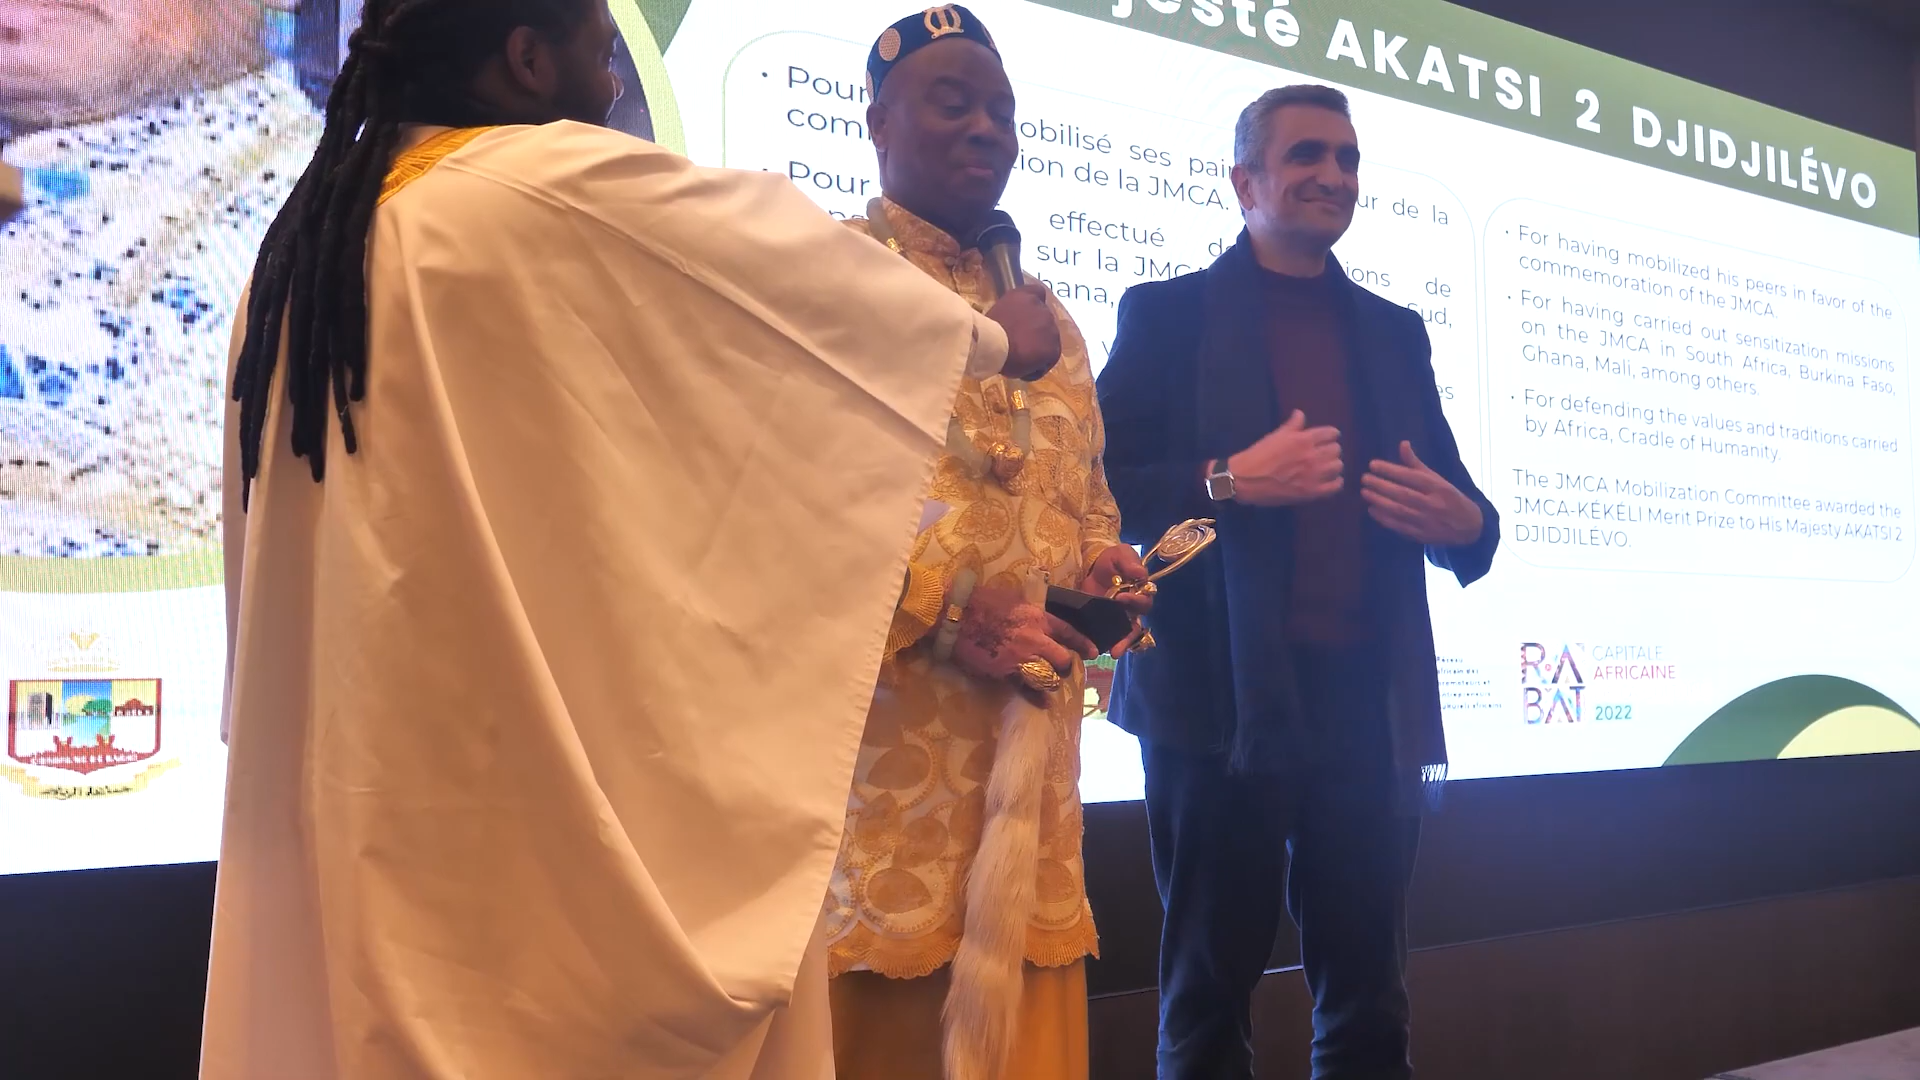 jesté AKATSI 2 DJIDJILÉVO
• Pour
obilisé ses
ur de la
com
tion de la JMCA.
• Pour
effectué
ions de
sur la JMCA
hana,
Sud,
• For having mobilized his peers in favor of the
commemoration of the JMCA.
• For having carried out sensitization missions
on the JMCA in South Africa, Burkina Faso,
Ghana, Mali, among others.
• For defending the values and traditions carried
by Africa, Cradle of Humanity.
The JMCA Mobilization Committee awarded the
JMCA-KÉKÉLI Merit Prize to His Majesty AKATSI 2
DJIDJILÉVO.
RABAT
CAPITALE
AFRICAINE
2022